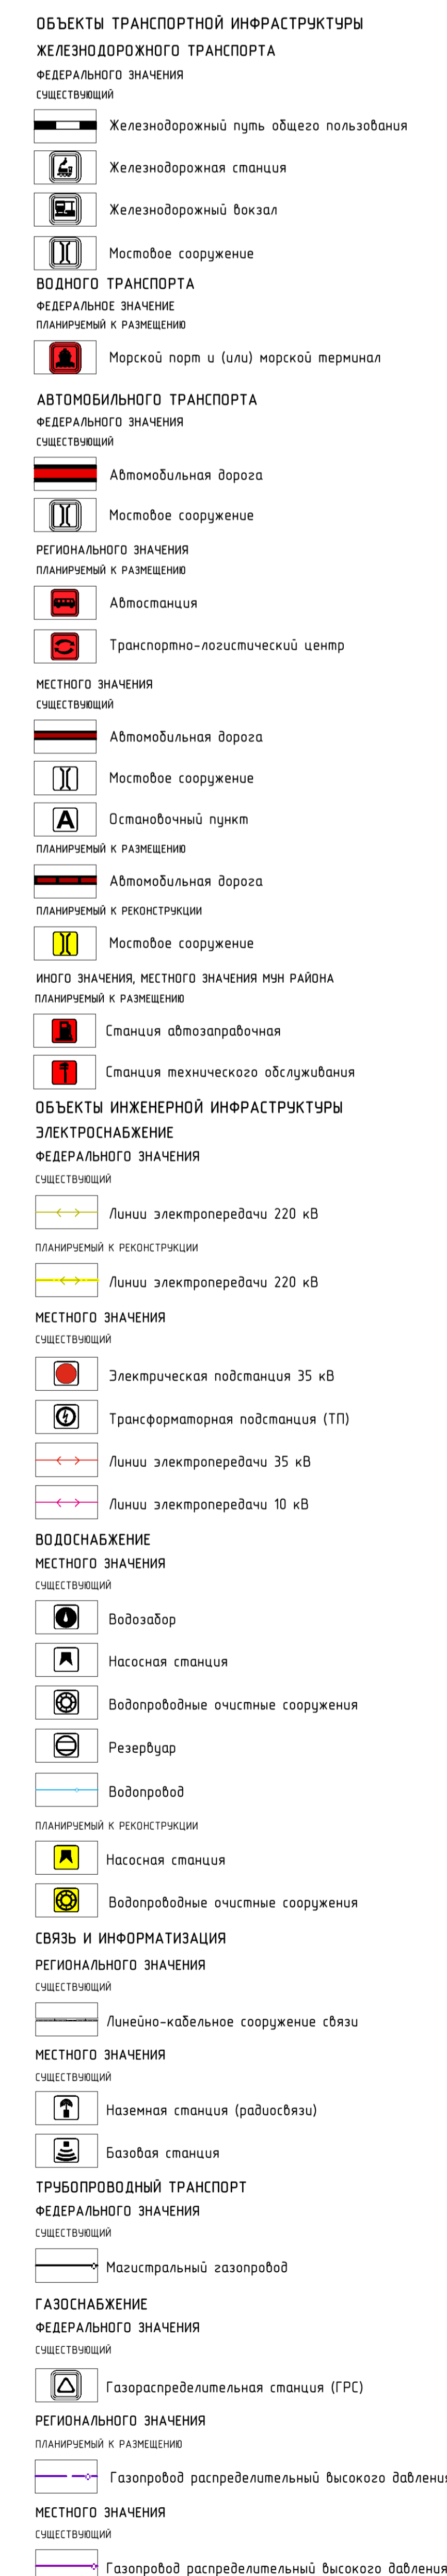 ОБЪЕКТЫ ТРАНСПОРТНОЙ ИНФРАСТРУКТУРЫ
ЖЕЛЕЗНОДОРОЖНОГО ТРАНСПОРТА
ФЕДЕРАЛЬНОГО ЗНАЧЕНИЯ
СУЩЕСТВУЮЩИЙ
Железнодорожный путь общего пользования
Железнодорожная станция
Железнодорожный вокзал
Мостовое сооружение
ВОДНОГО ТРАНСПОРТА
ФЕДЕРАЛЬНОЕ ЗНАЧЕНИЕ
ПЛАНИРУЕМЫЙ К РАЗМЕЩЕНИЮ
Морской порт и (или) морской терминал
АВТОМОБИЛЬНОГО ТРАНСПОРТА
ФЕДЕРАЛЬНОГО ЗНАЧЕНИЯ
СУЩЕСТВУЮЩИЙ
Автомобильная дорога
Мостовое сооружение
РЕГИОНАЛЬНОГО ЗНАЧЕНИЯ
ПЛАНИРУЕМЫЙ К РАЗМЕЩЕНИЮ
Автостанция
Транспортно-логистический центр
МЕСТНОГО ЗНАЧЕНИЯ
СУЩЕСТВУЮЩИЙ
Автомобильная дорога
Мостовое сооружение
А Остановочный пункт
ПЛАНИРУЕМЫЙ К РАЗМЕЩЕНИЮ
Автомобильная дорога
ПЛАНИРУЕМЫЙ К РЕКОНСТРУКЦИИ
Мостовое сооружение
ИНОГО ЗНАЧЕНИЯ, МЕСТНОГО ЗНАЧЕНИЯ МУН РАЙОНА
ПЛАНИРУЕМЫЙ К РАЗМЕЩЕНИЮ
Станция автозаправочная
Станция технического обслуживания
ОБЪЕКТЫ ИНЖЕНЕРНОЙ ИНФРАСТРУКТУРЫ
ЭЛЕКТРОСНАБЖЕНИЕ
ФЕДЕРАЛЬНОГО ЗНАЧЕНИЯ
СУЩЕСТВУЮЩИЙ
Линии электропередачи 220 кВ
ПЛАНИРУЕМЫЙ К РЕКОНСТРУКЦИИ
Линии электропередачи 220 кВ
МЕСТНОГО ЗНАЧЕНИЯ
СУЩЕСТВУЮЩИЙ
Электрическая подстанция 35 кВ
Трансформаторная подстанция (ТП)
Линии электропередачи 35 кВ
Линии электропередачи 10 кВ
ВОДОСНАБЖЕНИЕ
МЕСТНОГО ЗНАЧЕНИЯ
СУЩЕСТВУЮЩИЙ
Водозабор
Насосная станция
Водопроводные очистные сооружения
Резервуар
Водопровод
ПЛАНИРУЕМЫЙ К РЕКОНСТРУКЦИИ
Насосная станция
Водопроводные очистные сооружения
СВЯЗЬ И ИНФОРМАТИЗАЦИЯ
РЕГИОНАЛЬНОГО ЗНАЧЕНИЯ
СУЩЕСТВУЮЩИЙ
Линейно-кабельное сооружение связи
МЕСТНОГО ЗНАЧЕНИЯ
СУЩЕСТВУЮЩИЙ
Наземная станция (радиосвязи)
Базовая станция
ТРУБОПРОВОДНЫЙ ТРАНСПОРТ
ФЕДЕРАЛЬНОГО ЗНАЧЕНИЯ
СУЩЕСТВУЮЩИЙ
Магистральный газопровод
ГАЗОСНАБЖЕНИЕ
ФЕДЕРАЛЬНОГО ЗНАЧЕНИЯ
СУЩЕСТВУЮЩИЙ
Газораспределительная станция (ГРС)
РЕГИОНАЛЬНОГО ЗНАЧЕНИЯ
ПЛАНИРУЕМЫЙ К РАЗМЕЩЕНИЮ
Газопровод распределительный высокого давления
МЕСТНОГО ЗНАЧЕНИЯ
СУЩЕСТВУЮЩИЙ
Газопровод распределительный высокого давления